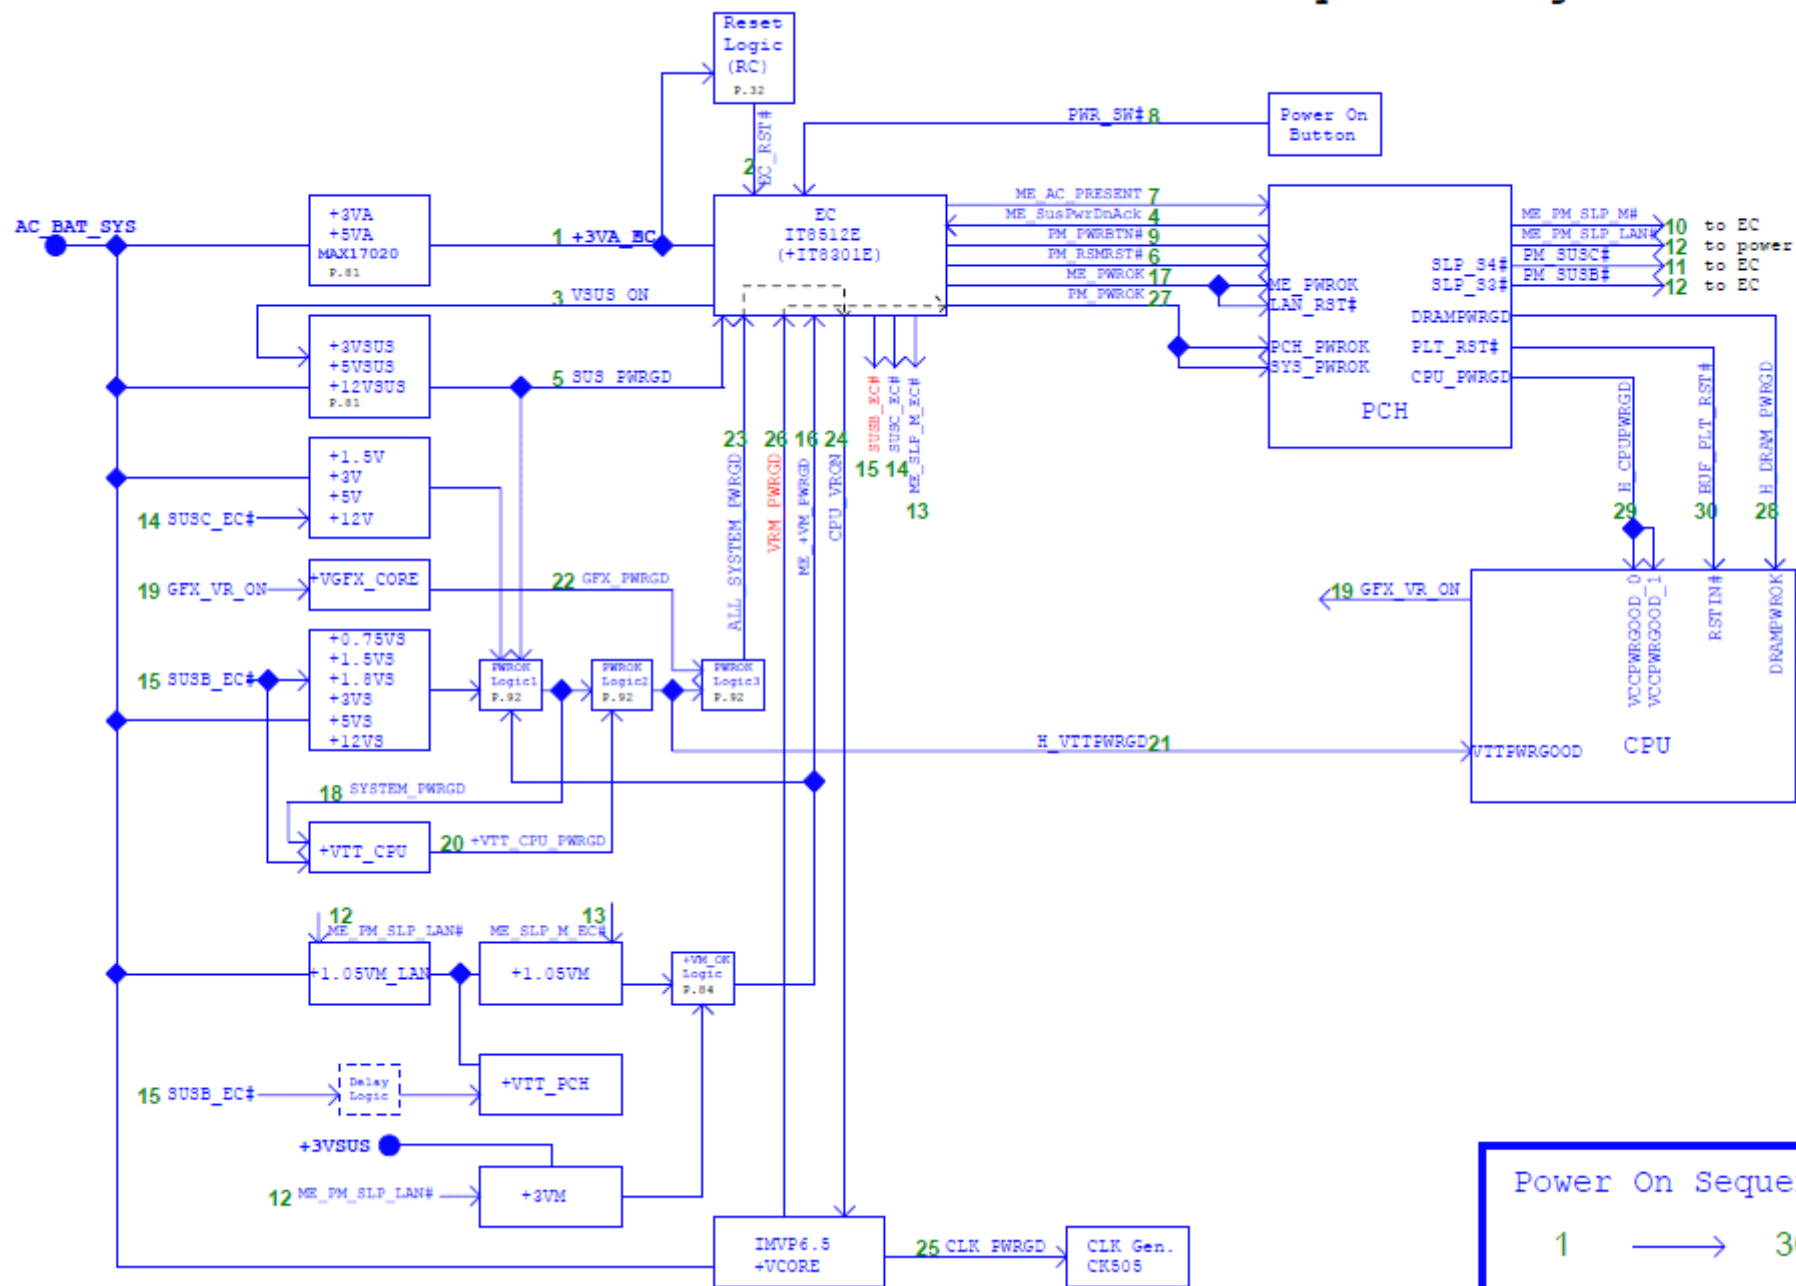 Reset
Logic
(RC)
P.32
EC_RST#
2
PWR_SW# 8
Power On
Button
AC_BAT_SYS
+3VA
+5VA
MAX17020
P.81
1 +3VA_EC
EC
IT8512E
(+IT8301E)
ME_AC_PRESENT 7
ME_SusPwrDnAck 4
PM_PWRBTN# 9
PM_RSMRST# 6
ME_PWROK 17
PM_PWROK 27
ME_PWROK
LAN_RST#
PCH_PWROK
SYS_PWROK
SLP_S4#
SLP_S3#
DRAMPWRGD
PLT_RST#
CPU_PWRGD
PCH
ME_PM_SLP_M# 10 to EC
ME_PM_SLP_LAN# 12 to power
PM_SUSC# 11 to EC
PM_SUSB# 12 to EC
3 VSUS_ON
+3VSUS
+5VSUS
+12VSUS
P.81
5 SUS_PWRGD
+1.5V
+3V
+5V
+12V
14 SUSC_EC#
23 ALL_SYSTEM_PWRGD
26 VRM_PWRGD
16 ME_+VM_PWRGD
24 CPU_VRON
15 SUSB_EC#
14 SUSC_EC#
13 ME_SLP_M_EC#
29 H_CPUPWRGD
30 BUF_PLT_RST#
28 H_DRAM_PWRGD
19 GFX_VR_ON
+VGFX_CORE
22 GFX_PWRGD
19 GFX_VR_ON
VCCPWRGOOD_0
VCCPWRGOOD_1
RSTIN#
DRAMPWROK
VTTPWRGOOD
CPU
15 SUSB_EC#
+0.75VS
+1.5VS
+1.8VS
+3VS
+5VS
+12VS
PWROK
Logic1
P.92
PWROK
Logic2
P.92
PWROK
Logic3
P.92
H_VTTPWRGD 21
18 SYSTEM_PWRGD
+VTT_CPU
20 +VTT_CPU_PWRGD
12
ME_PM_SLP_LAN#
13
ME_SLP_M_EC#
+1.05VM_LAN
+1.05VM
+VM_OK
Logic
P.84
15 SUSB_EC#
Delay
Logic
+VTT_PCH
+3VSUS
12 ME_PM_SLP_LAN#
+3VM
IMVP6.5
+VCORE
25 CLK_PWRGD
CLK Gen.
CK505
Power On Seque
1